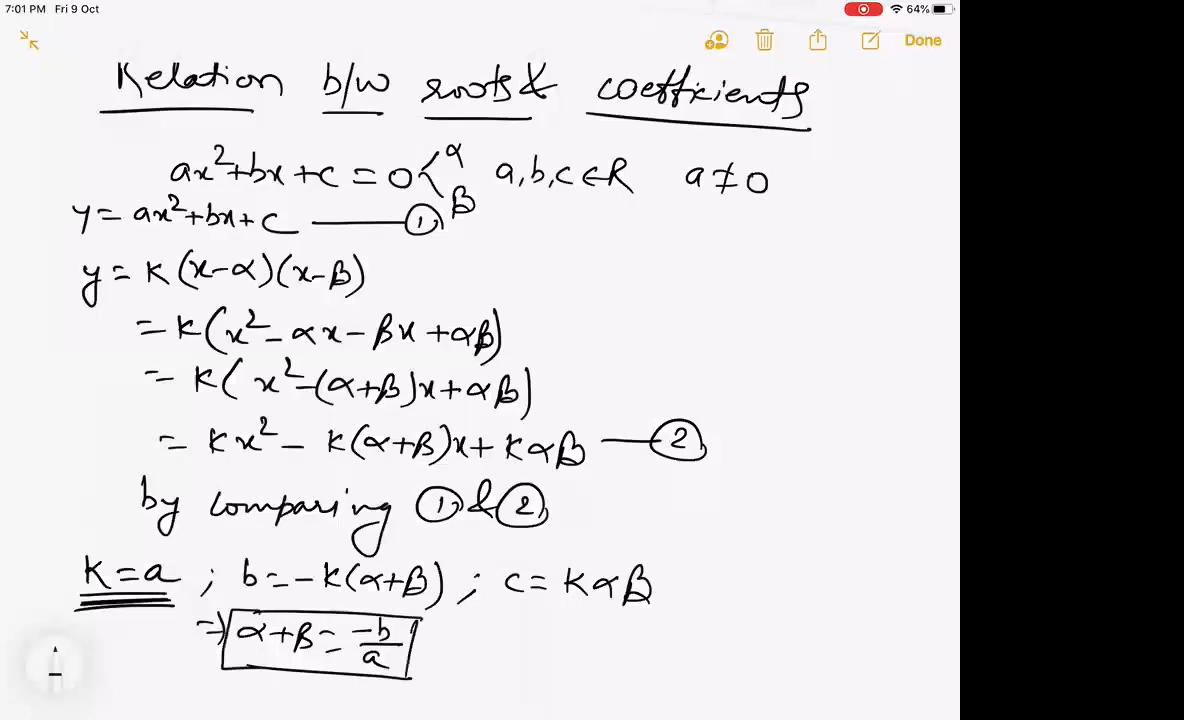 7:01 PM Fri 9 Oct 64%
Done
Relation b/w roots & coefficients
ax²+bx+c=0 < α β a,b,c∈R a≠0
y=ax²+bx+c —— ①
y=K(x-α)(x-β)
=K(x²-αx-βx+αβ)
=K(x²-(α+β)x+αβ)
=Kx²-K(α+β)x+Kαβ —— ②
by comparing ① & ②
K=a ; b=-K(α+β) ; c=Kαβ
⇒ α+β=-b/a